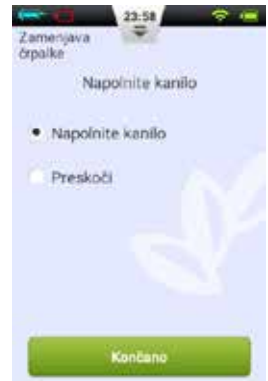 23:58
Zamenjava
črpalke
Napolnite kanilo
Napolnite kanilo
Preskoči
Končano